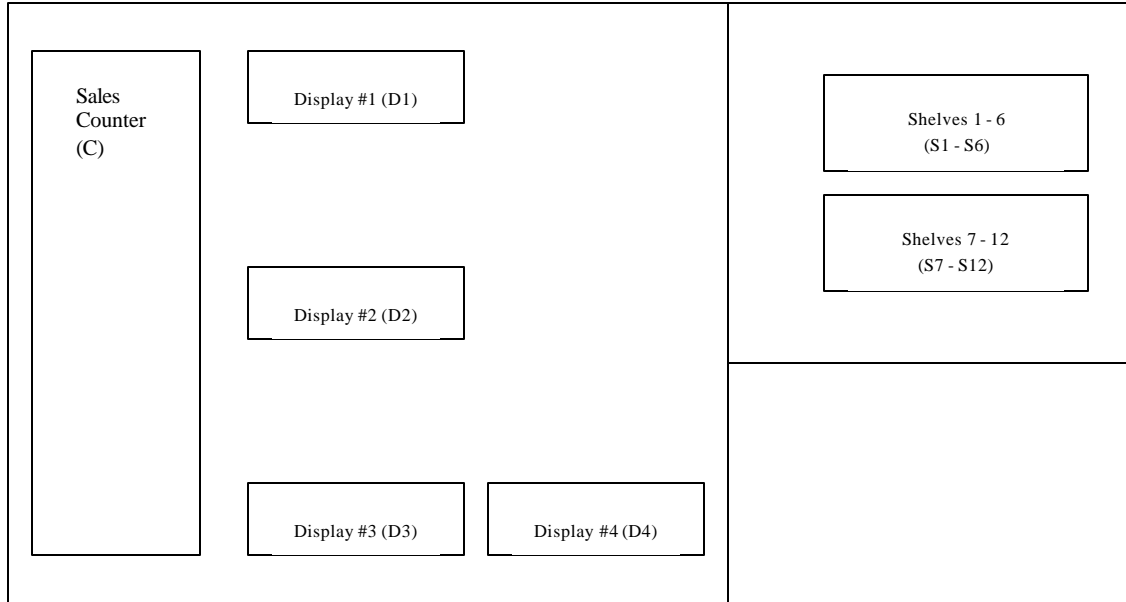 Sales
Counter
(C)
Display #1 (D1)
Display #2 (D2)
Display #3 (D3)
Display #4 (D4)
Shelves 1 - 6
(S1 - S6)
Shelves 7 - 12
(S7 - S12)